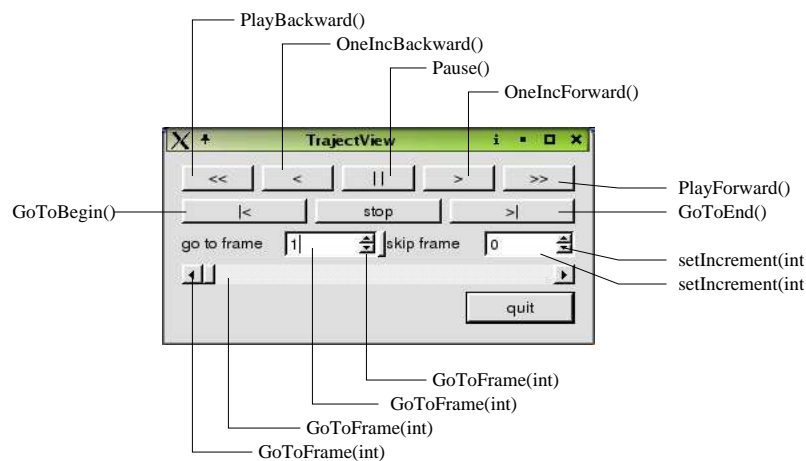 PlayBackward()
OneIncBackward()
Pause()
OneIncForward()
X TrajectView i
<< < || > >>
PlayForward()
GoToBegin() |< stop >| GoToEnd()
go to frame 1 skip frame 0
setIncrement(int
setIncrement(int
quit
GoToFrame(int)
GoToFrame(int)
GoToFrame(int)
GoToFrame(int)